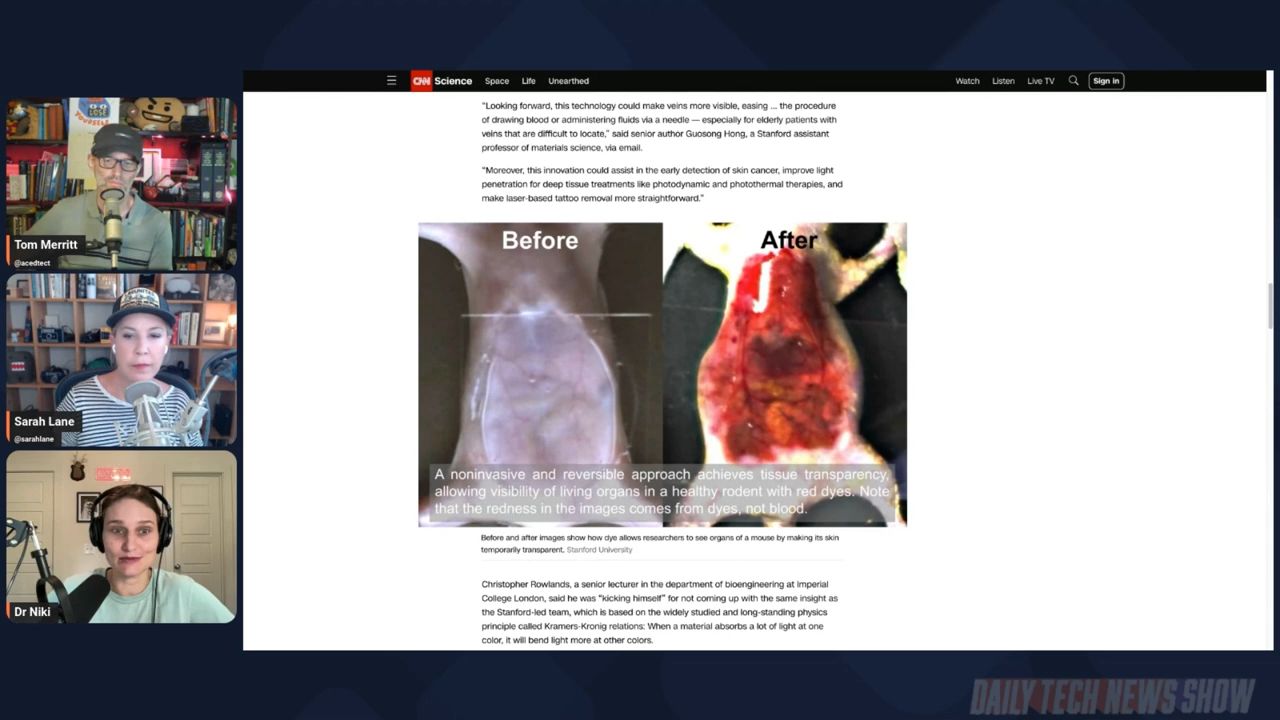 CNN Science Space Life Unearthed Watch Listen Live TV Sign in
"Looking forward, this technology could make veins more visible, easing ... the procedure
of drawing blood or administering fluids via a needle — especially for elderly patients with
veins that are difficult to locate," said senior author Guosong Hong, a Stanford assistant
professor of materials science, via email.
"Moreover, this innovation could assist in the early detection of skin cancer, improve light
penetration for deep tissue treatments like photodynamic and photothermal therapies, and
make laser-based tattoo removal more straightforward."
Before
After
A noninvasive and reversible approach achieves tissue transparency,
allowing visibility of living organs in a healthy rodent with red dyes. Note
that the redness in the images comes from dyes, not blood.
Before and after images show how dye allows researchers to see organs of a mouse by making its skin
temporarily transparent. Stanford University
Christopher Rowlands, a senior lecturer in the department of bioengineering at Imperial
College London, said he was "kicking himself" for not coming up with the same insight as
the Stanford-led team, which is based on the widely studied and long-standing physics
principle called Kramers-Kronig relations: When a material absorbs a lot of light at one
color, it will bend light more at other colors.
Tom Merritt
@acedtect
Sarah Lane
@sarahlane
Dr Niki
DAILY TECH NEWS SHOW